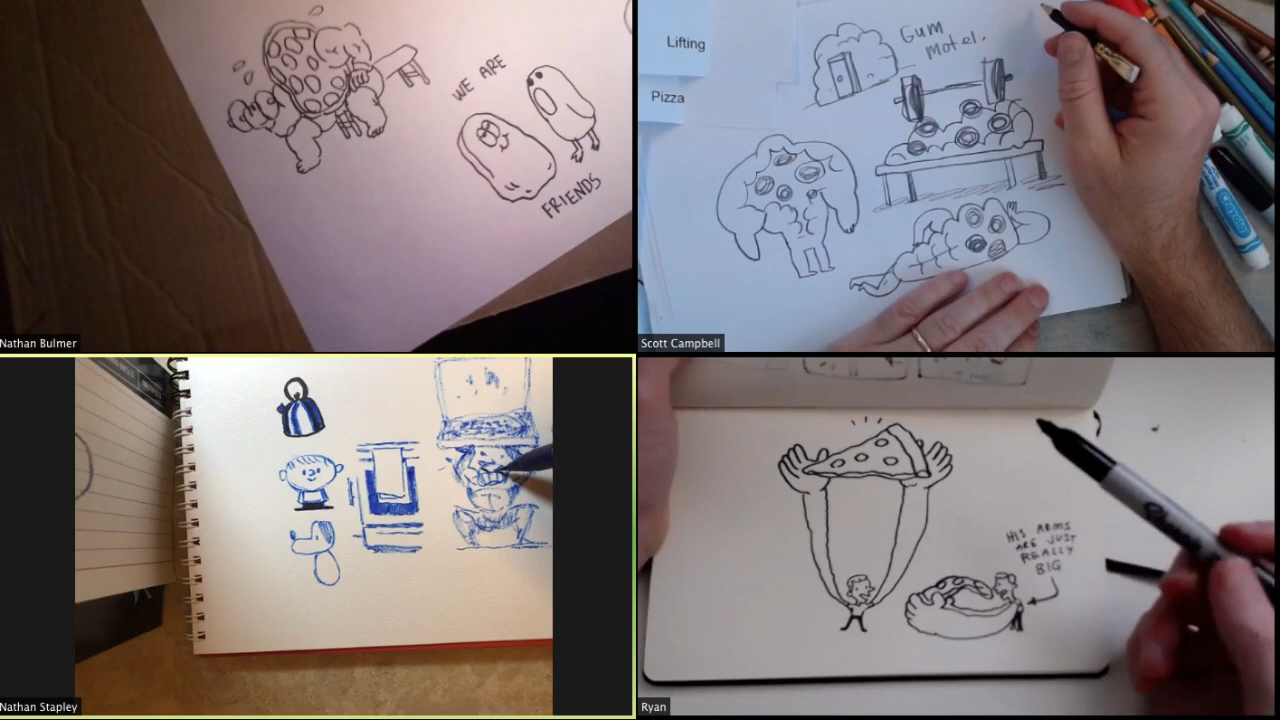 WE ARE
FRIENDS
Nathan Bulmer
Lifting
Pizza
Gum
motel.
Crayola
Scott Campbell
Nathan Stapley
HIS ARMS
ARE JUST
REALLY
BIG
Ryan